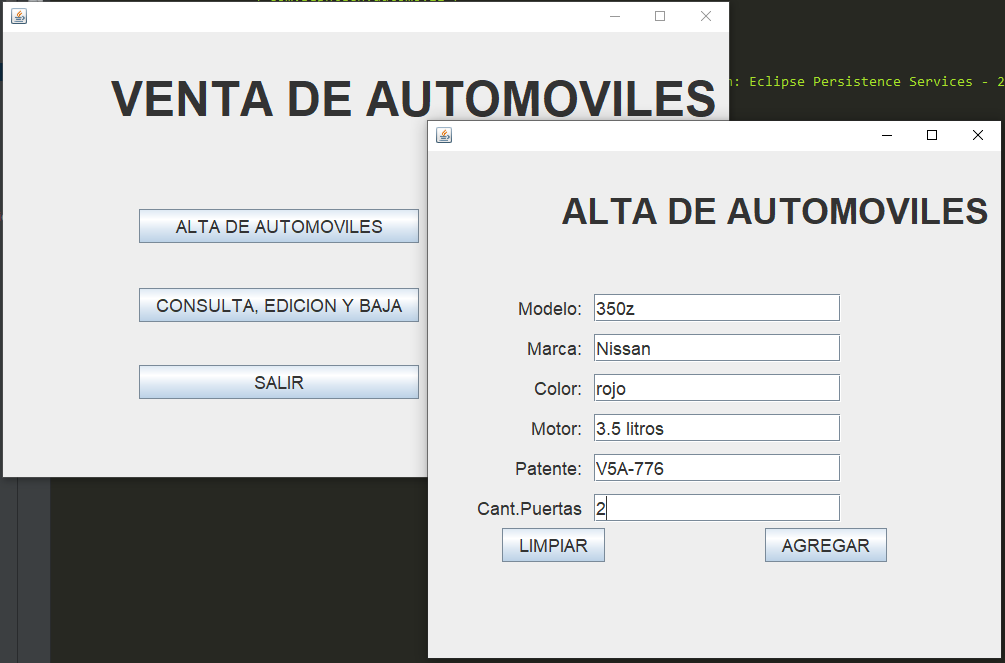 n: Eclipse Persistence Services - 2
VENTA DE AUTOMOVILES
ALTA DE AUTOMOVILES
CONSULTA, EDICION Y BAJA
SALIR
ALTA DE AUTOMOVILES
Modelo: 350z
Marca: Nissan
Color: rojo
Motor: 3.5 litros
Patente: V5A-776
Cant.Puertas 2
LIMPIAR AGREGAR